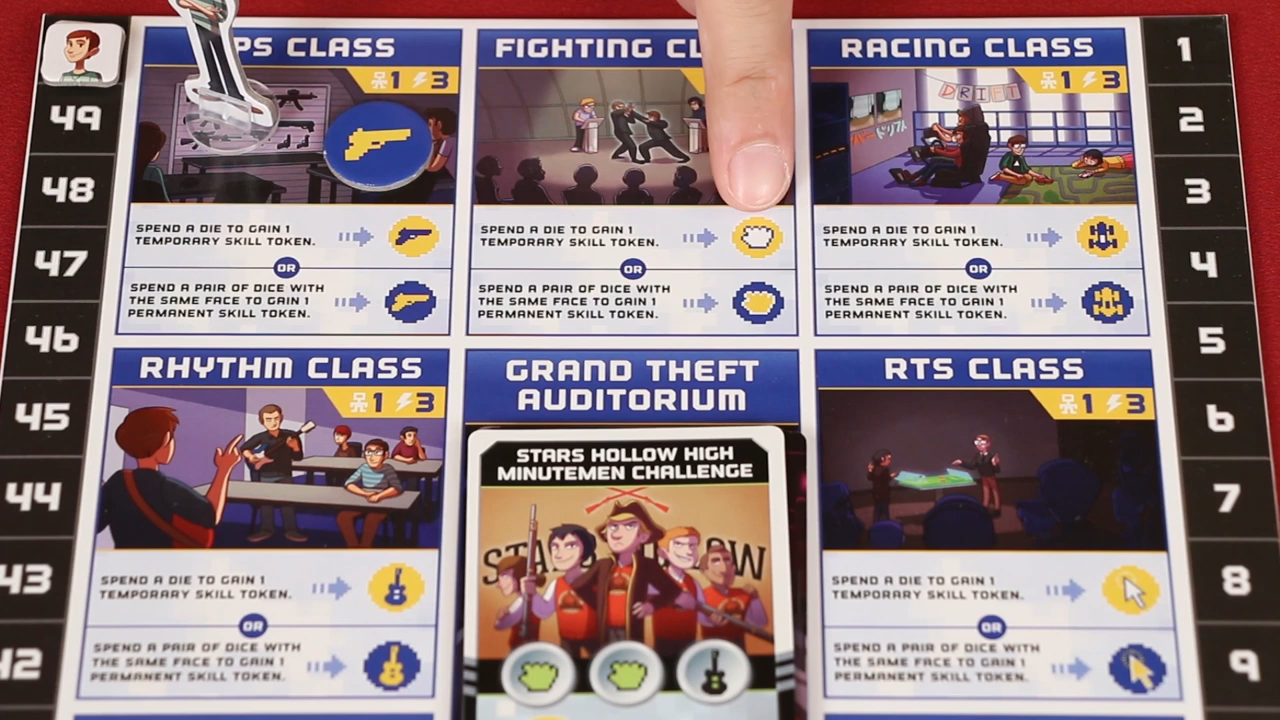 PS CLASS
FIGHTING CL
RACING CLASS
1 3
1 3
DRIFT
SPEND A DIE TO GAIN 1
TEMPORARY SKILL TOKEN.
OR
SPEND A PAIR OF DICE WITH
THE SAME FACE TO GAIN 1
PERMANENT SKILL TOKEN.
SPEND A DIE TO GAIN 1
TEMPORARY SKILL TOKEN.
OR
SPEND A PAIR OF DICE WITH
THE SAME FACE TO GAIN 1
PERMANENT SKILL TOKEN.
SPEND A DIE TO GAIN 1
TEMPORARY SKILL TOKEN.
OR
SPEND A PAIR OF DICE WITH
THE SAME FACE TO GAIN 1
PERMANENT SKILL TOKEN.
RHYTHM CLASS
1 3
SPEND A DIE TO GAIN 1
TEMPORARY SKILL TOKEN.
OR
SPEND A PAIR OF DICE WITH
THE SAME FACE TO GAIN 1
PERMANENT SKILL TOKEN.
GRAND THEFT
AUDITORIUM
STARS HOLLOW HIGH
MINUTEMEN CHALLENGE
RTS CLASS
1 3
SPEND A DIE TO GAIN 1
TEMPORARY SKILL TOKEN.
OR
SPEND A PAIR OF DICE WITH
THE SAME FACE TO GAIN 1
PERMANENT SKILL TOKEN.
49
48
47
46
45
44
43
42
1
2
3
4
5
6
7
8
9